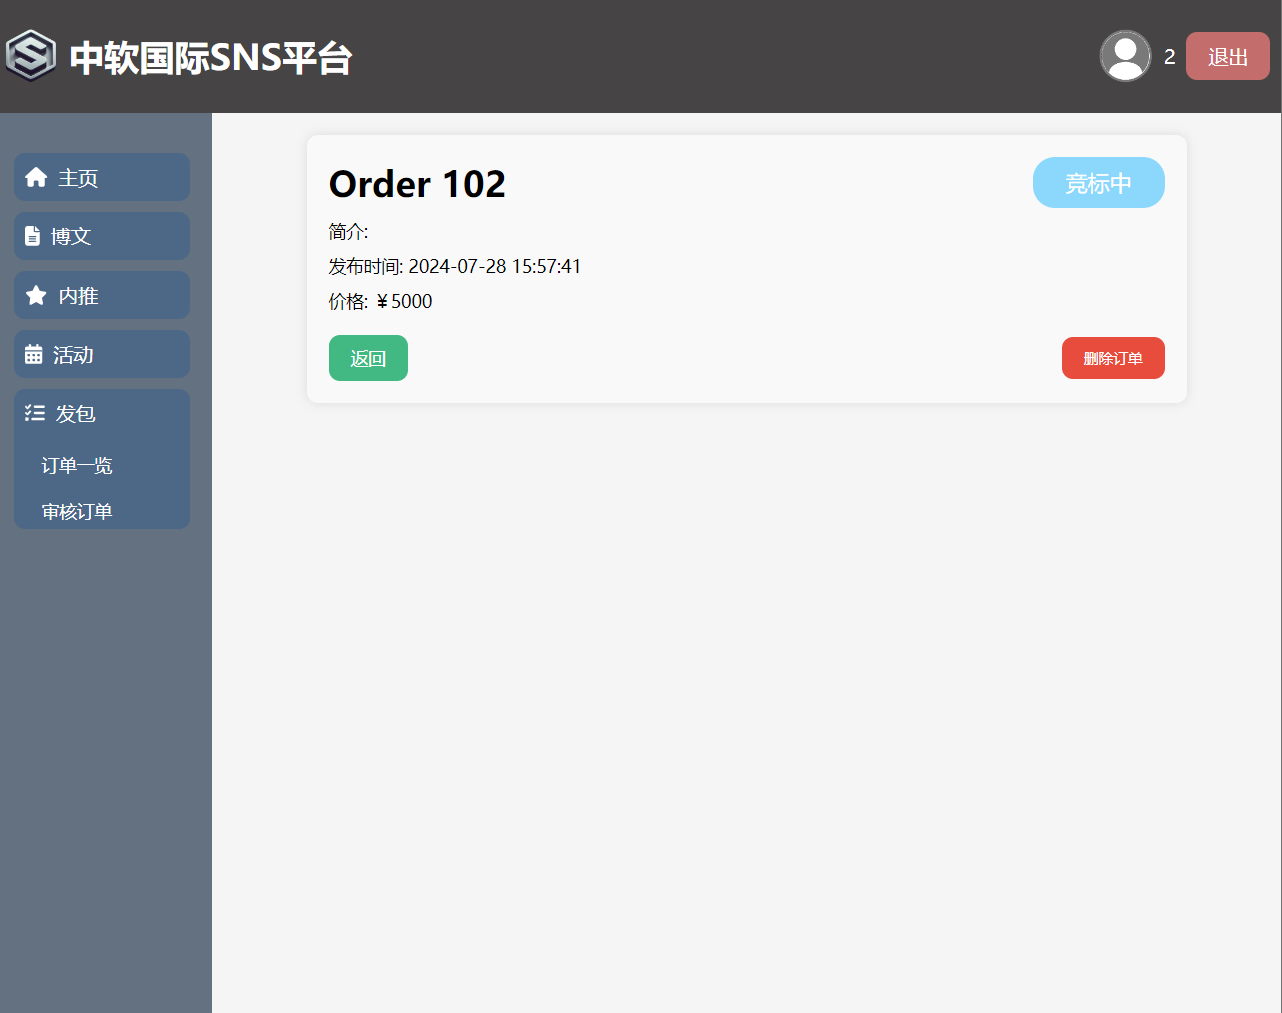 中软国际SNS平台
2
退出
主页
博文
内推
活动
发包
订单一览
审核订单
Order 102
竞标中
简介:
发布时间: 2024-07-28 15:57:41
价格: ￥5000
返回
删除订单